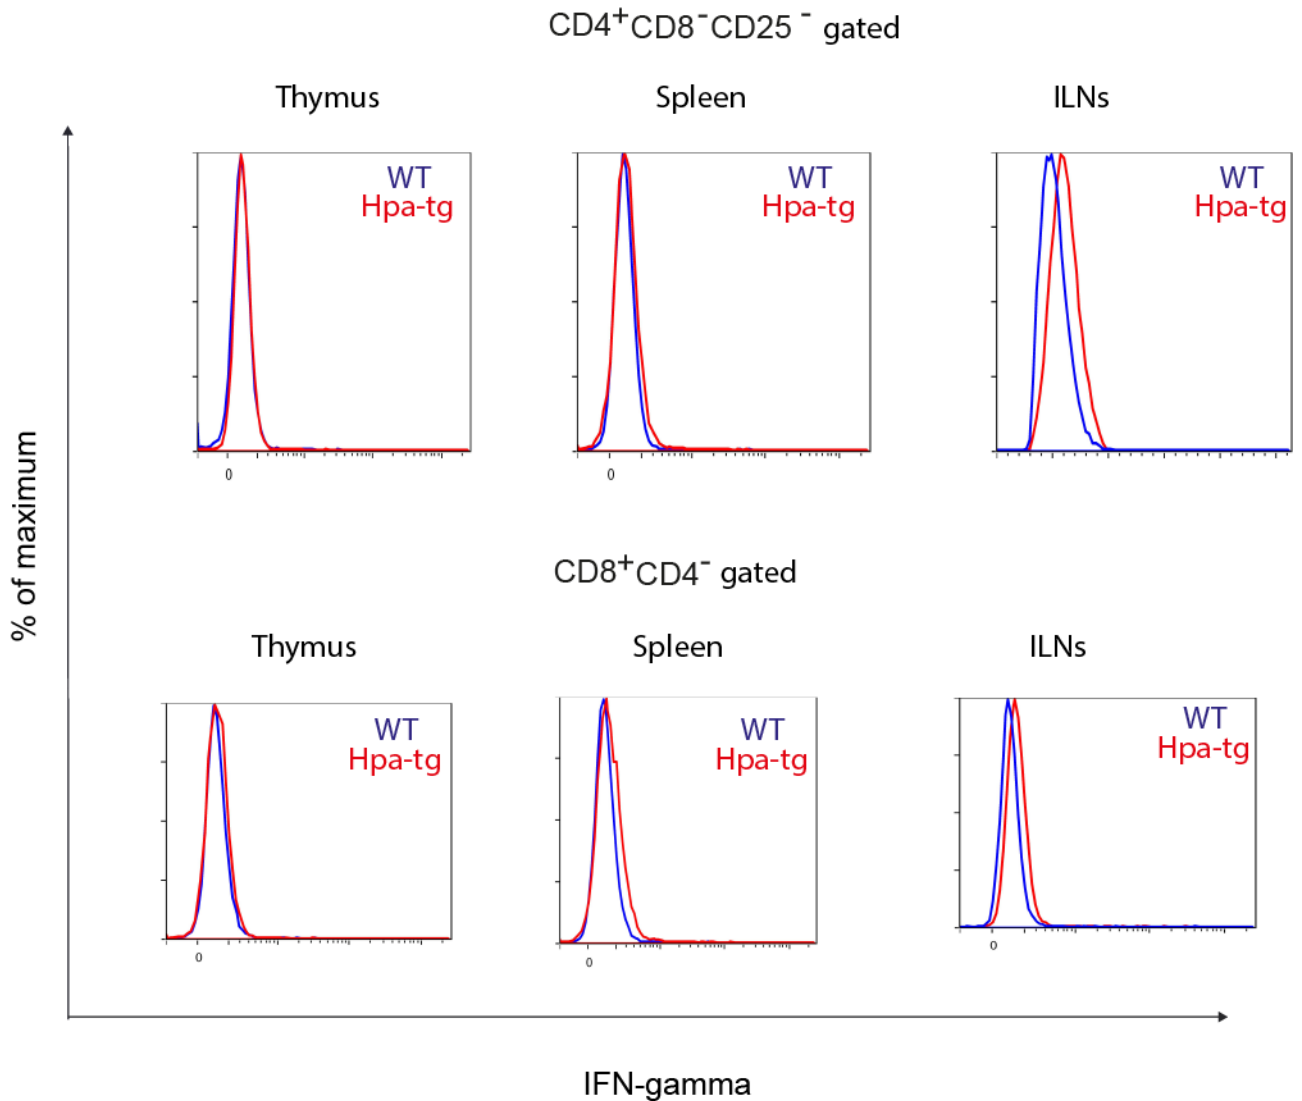 CD4⁺CD8⁻CD25 ⁻ gated
Thymus Spleen ILNs
WT WT WT
Hpa-tg Hpa-tg Hpa-tg
0 0
% of maximum
CD8⁺CD4⁻ gated
Thymus Spleen ILNs
WT WT WT
Hpa-tg Hpa-tg Hpa-tg
0 0 0
IFN-gamma